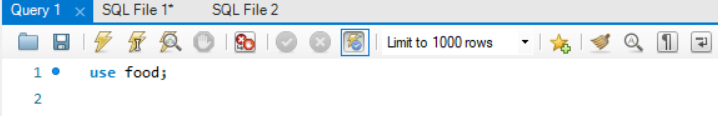 Query 1 SQL File 1* SQL File 2
Limit to 1000 rows
1 use food;
2